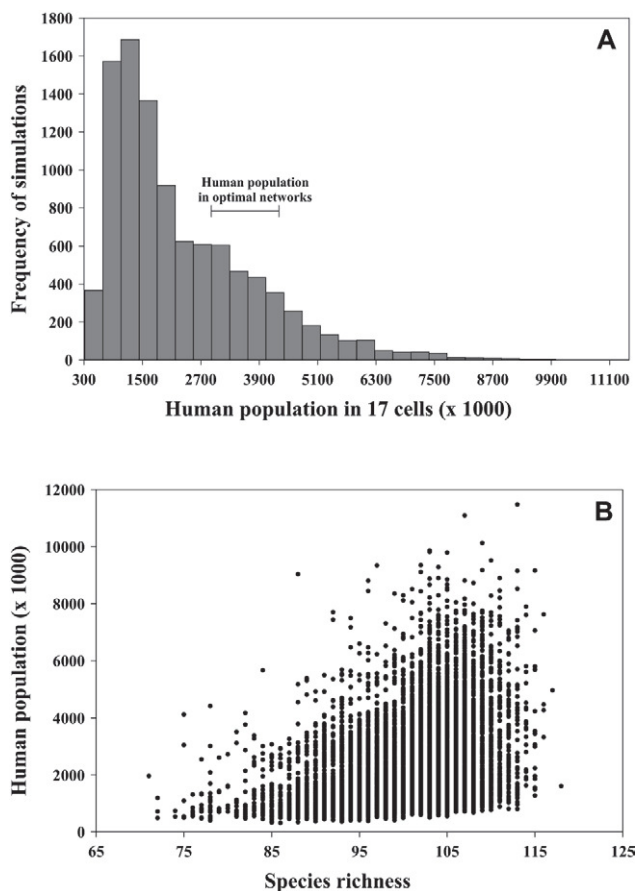 A
1800
1600
1400
1200
1000
800
600
400
200
0
Frequency of simulations
Human population
in optimal networks
300 1500 2700 3900 5100 6300 7500 8700 9900 11100
Human population in 17 cells (x 1000)
B
12000
10000
8000
6000
4000
2000
0
Human population (x 1000)
65 75 85 95 105 115 125
Species richness